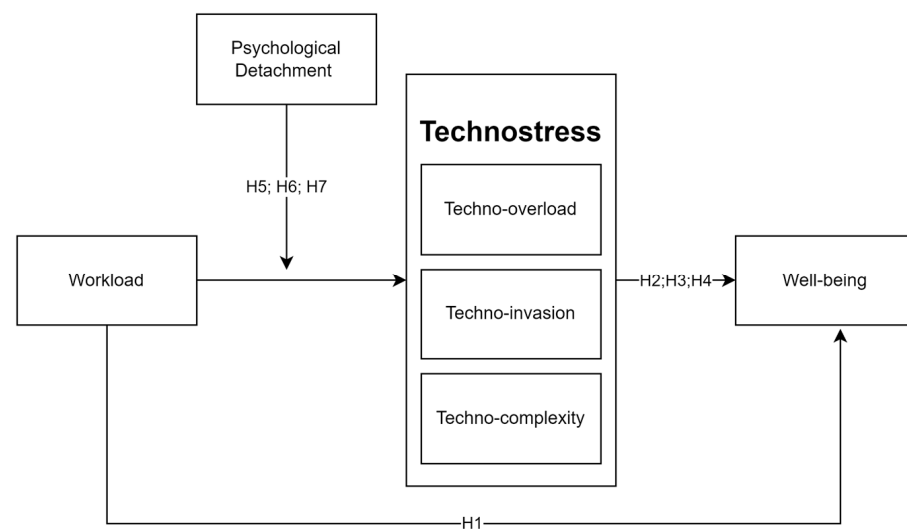 Psychological
Detachment
Technostress
H5; H6; H7
Techno-overload
Workload
Techno-invasion
H2;H3;H4
Well-being
Techno-complexity
H1